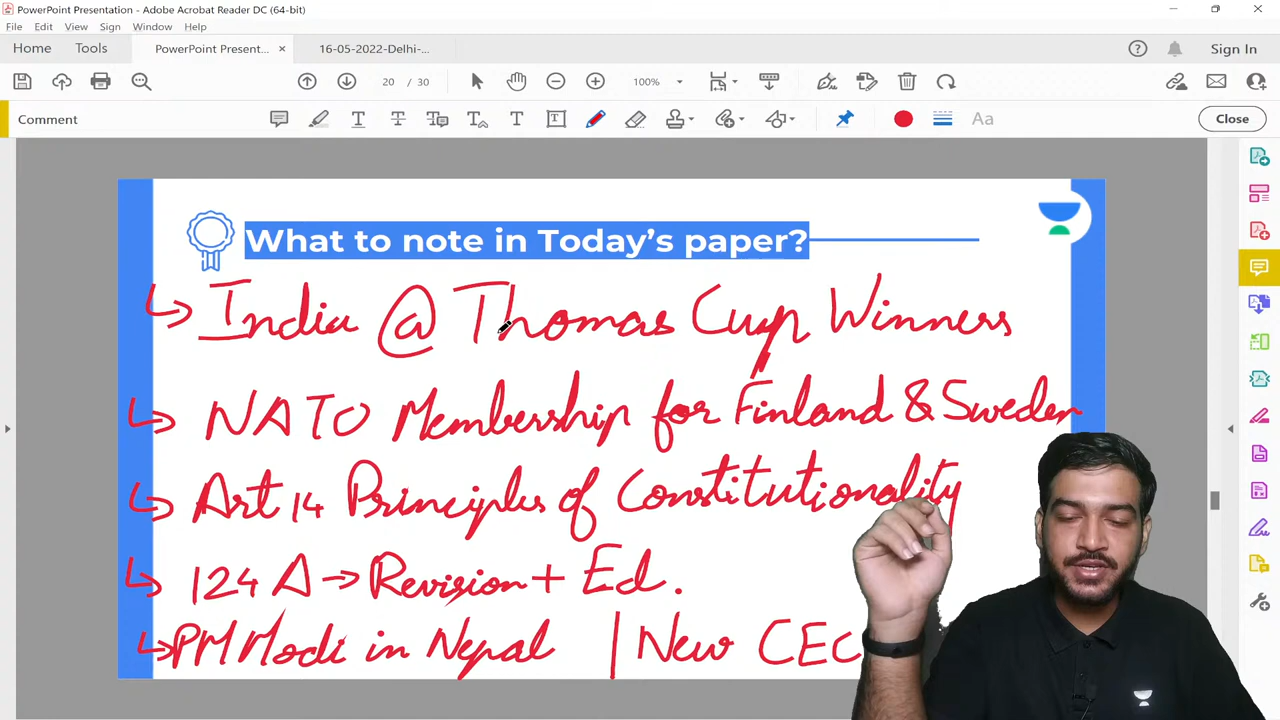 PowerPoint Presentation - Adobe Acrobat Reader DC (64-bit)
File Edit View Sign Window Help
Home Tools PowerPoint Present... × 16-05-2022-Delhi-... Sign In
20 / 30 100%
Comment Aa Close
What to note in Today's paper?
↳ India @ Thomas Cup Winners
↳ NATO Membership for Finland & Sweden
↳ Art 14 Principles of Constitutionality
↳ 124 A → Revision + Ed.
↳ PM Modi in Nepal | New CEC